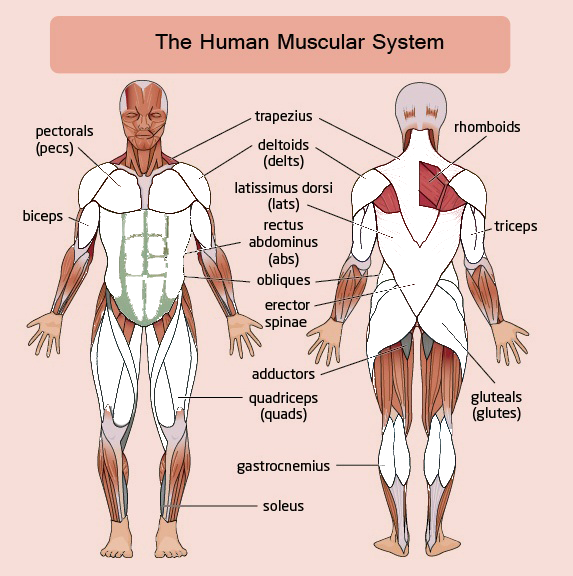 The Human Muscular System
trapezius
pectorals
(pecs)
rhomboids
deltoids
(delts)
latissimus dorsi
(lats)
biceps
rectus
abdominus
(abs)
triceps
obliques
erector
spinae
adductors
quadriceps
(quads)
gluteals
(glutes)
gastrocnemius
soleus